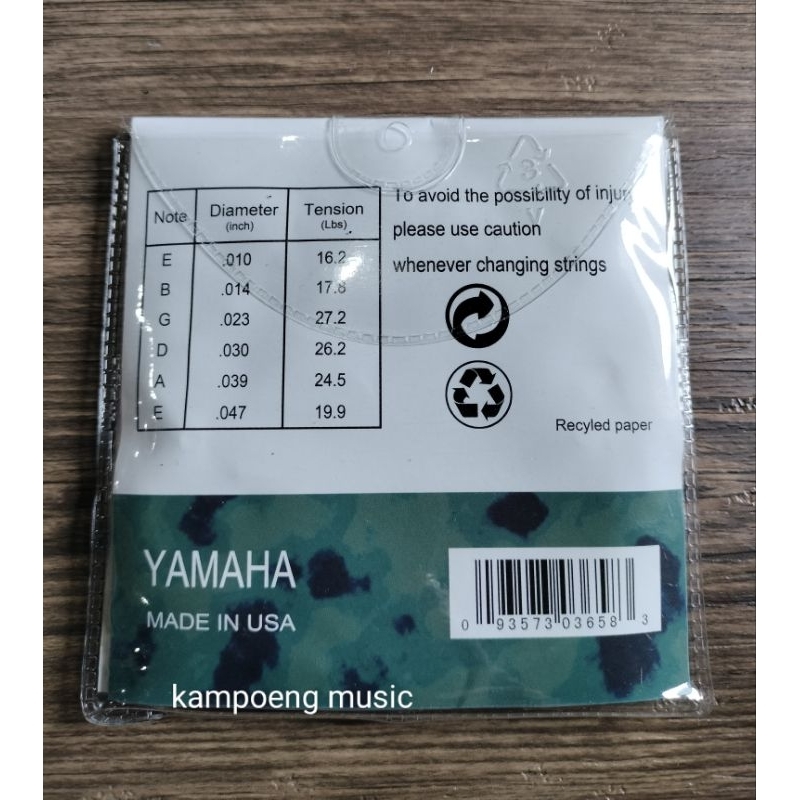 Note Diameter (inch) Tension (Lbs)
E .010 16.2
B .014 17.8
G .023 27.2
D .030 26.2
A .039 24.5
E .047 19.9
To avoid the possibility of injury
please use caution
whenever changing strings
3
Recyled paper
YAMAHA
MADE IN USA
0 93573 03658 3
kampoeng music